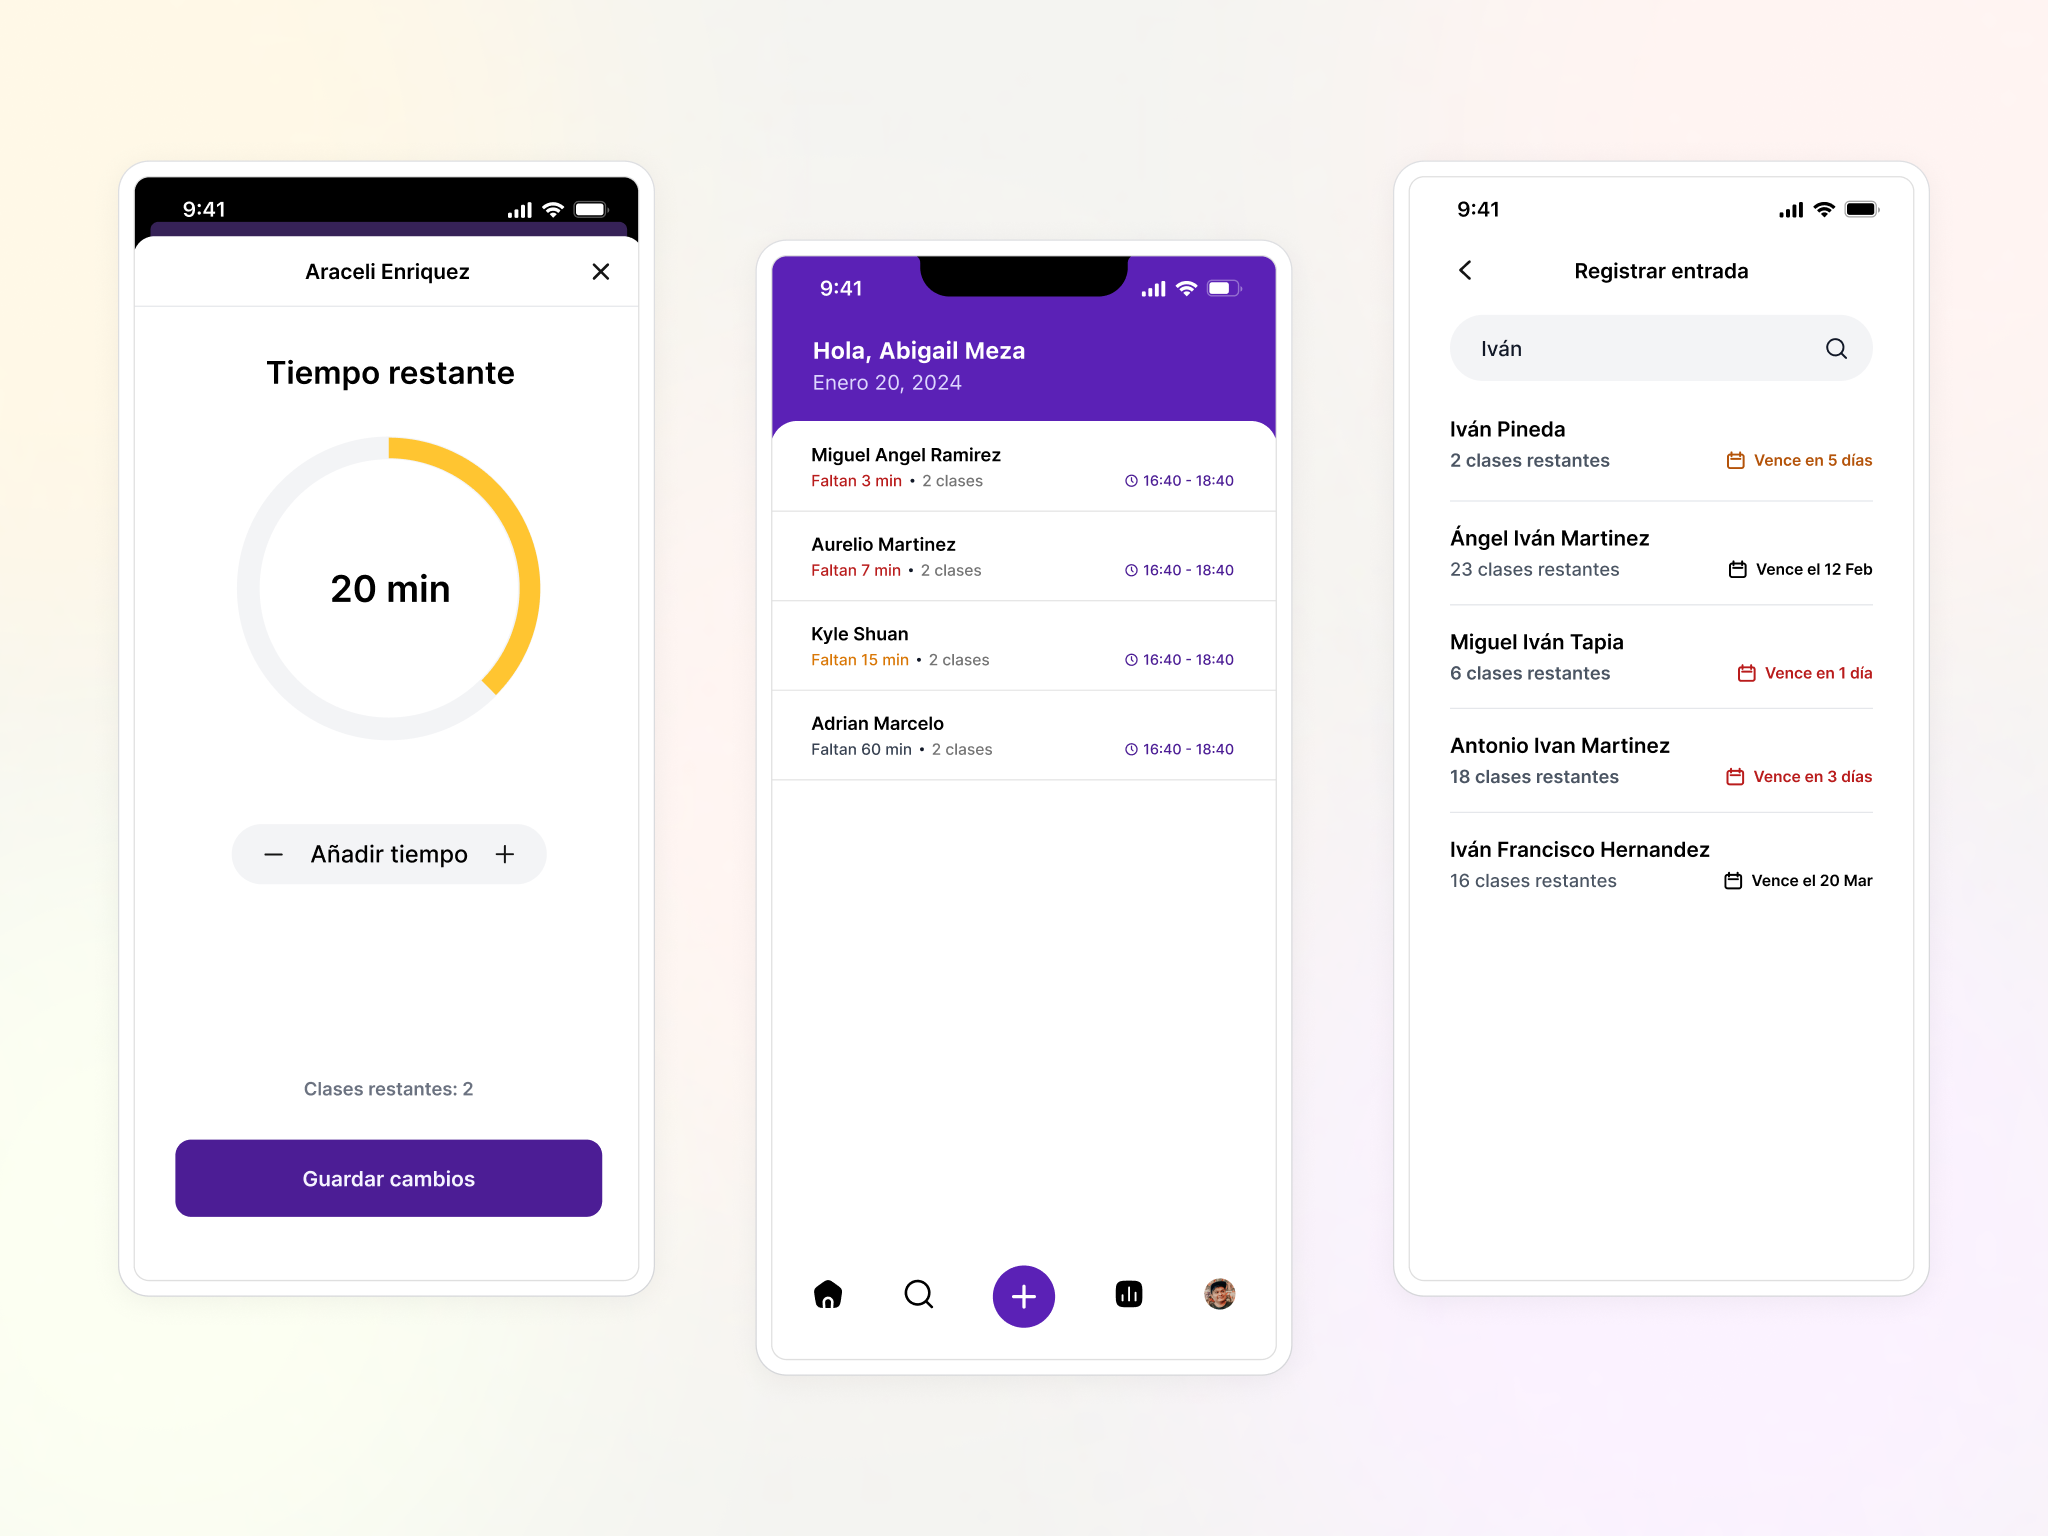 9:41
Araceli Enriquez
Tiempo restante
20 min
Añadir tiempo
Clases restantes: 2
Guardar cambios
9:41
Hola, Abigail Meza
Enero 20, 2024
Miguel Angel Ramirez
Faltan 3 min • 2 clases 16:40 - 18:40
Aurelio Martinez
Faltan 7 min • 2 clases 16:40 - 18:40
Kyle Shuan
Faltan 15 min • 2 clases 16:40 - 18:40
Adrian Marcelo
Faltan 60 min • 2 clases 16:40 - 18:40
9:41
Registrar entrada
Iván
Iván Pineda
2 clases restantes Vence en 5 días
Ángel Iván Martinez
23 clases restantes Vence el 12 Feb
Miguel Iván Tapia
6 clases restantes Vence en 1 día
Antonio Ivan Martinez
18 clases restantes Vence en 3 días
Iván Francisco Hernandez
16 clases restantes Vence el 20 Mar